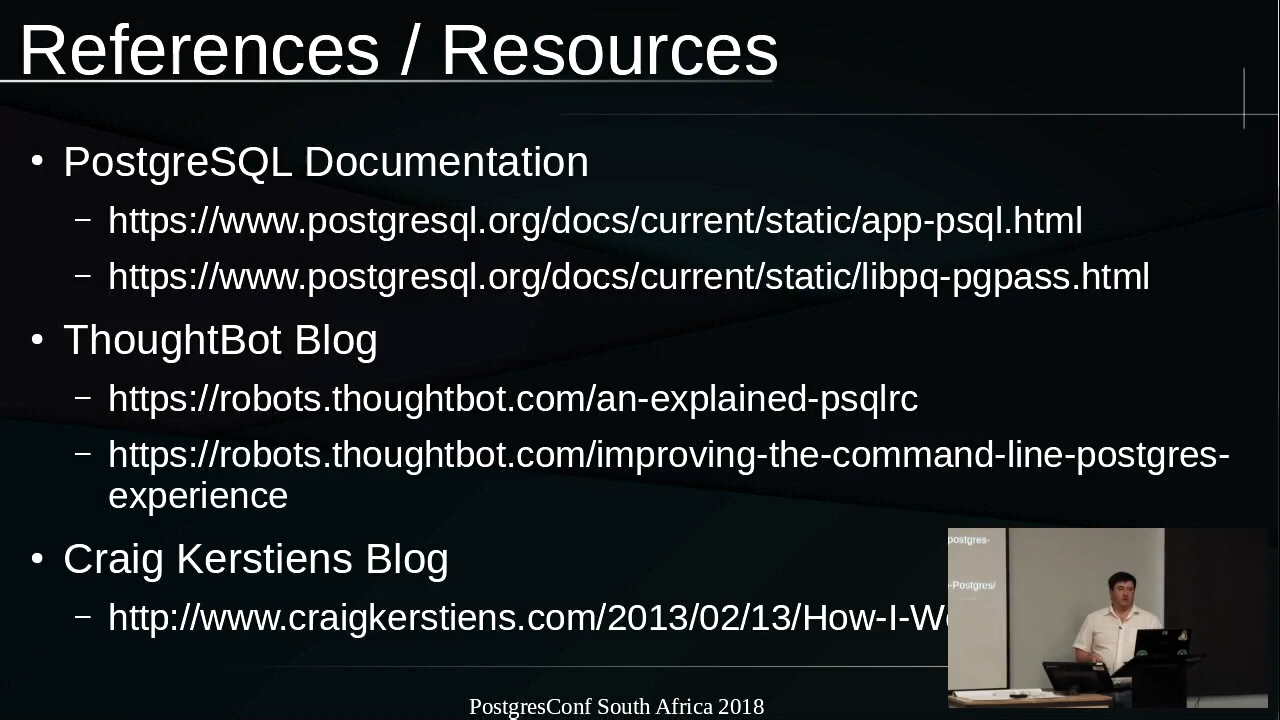 References / Resources
• PostgreSQL Documentation
– https://www.postgresql.org/docs/current/static/app-psql.html
– https://www.postgresql.org/docs/current/static/libpq-pgpass.html
• ThoughtBot Blog
– https://robots.thoughtbot.com/an-explained-psqlrc
– https://robots.thoughtbot.com/improving-the-command-line-postgres-
experience
• Craig Kerstiens Blog
– http://www.craigkerstiens.com/2013/02/13/How-I-W
postgres-
-Postgres/
PostgresConf South Africa 2018